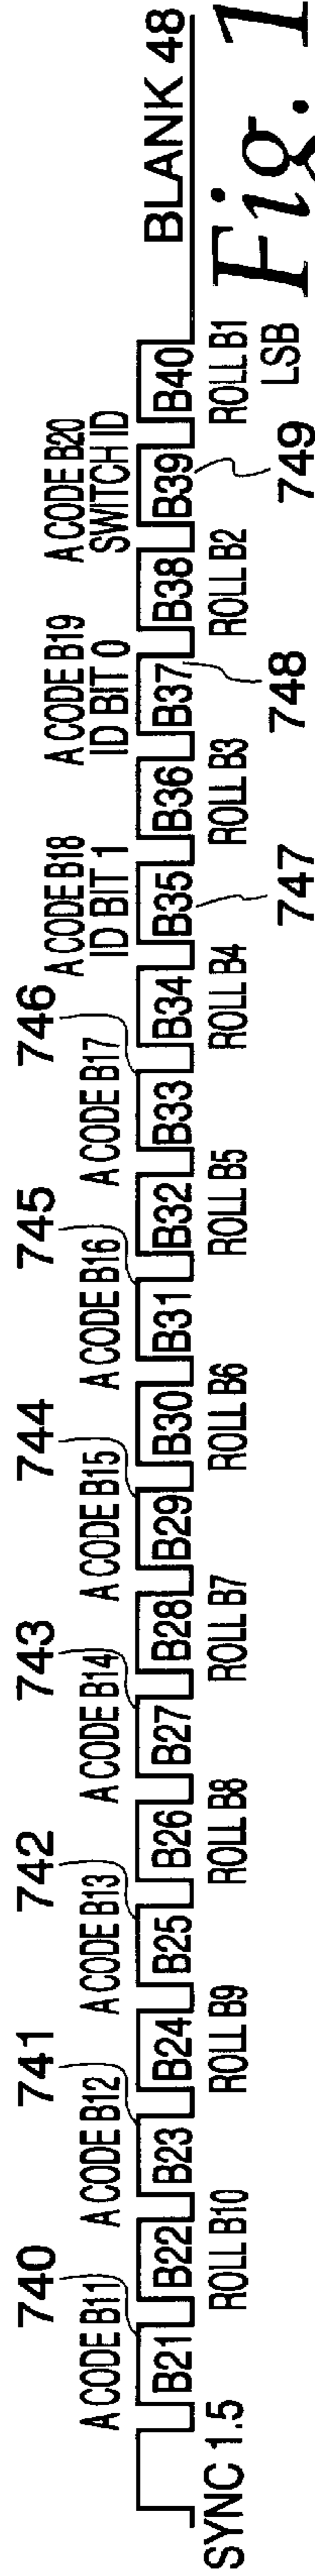 740 741 742 743 744 745 746
A CODE B11 A CODE B12 A CODE B13 A CODE B14 A CODE B15 A CODE B16 A CODE B17 A CODE B18 A CODE B19 A CODE B20
ID BIT 1 ID BIT 0 SWITCH ID
BLANK 48
B21 B22 B23 B24 B25 B26 B27 B28 B29 B30 B31 B32 B33 B34 B35 B36 B37 B38 B39 B40
SYNC 1.5 ROLL B10 ROLL B9 ROLL B8 ROLL B7 ROLL B6 ROLL B5 ROLL B4 ROLL B3 ROLL B2 ROLL B1
LSB
747 748 749
Fig. 1